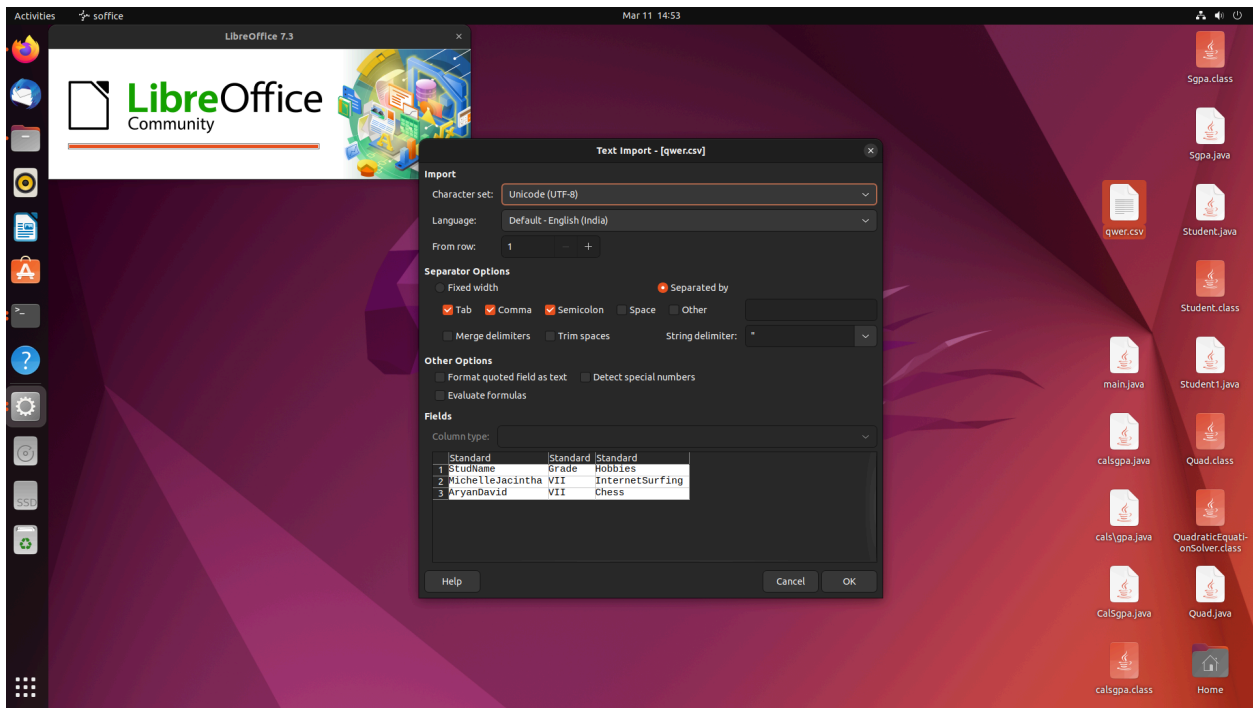 Activities soffice Mar 11 14:53
LibreOffice 7.3
LibreOffice
Community
Text Import - [qwer.csv]
Import
Character set: Unicode (UTF-8)
Language: Default - English (India)
From row: 1
Separator Options
Fixed width Separated by
Tab Comma Semicolon Space Other
Merge delimiters Trim spaces String delimiter: "
Other Options
Format quoted field as text Detect special numbers
Evaluate formulas
Fields
Column type:
Standard Standard Standard
1 StudName Grade Hobbies
2 MichelleJacintha VII InternetSurfing
3 AryanDavid VII Chess
Help Cancel OK
Sgpa.class
Sgpa.java
qwer.csv Student.java
Student.class
main.java Student1.java
calsgpa.java Quad.class
cals\gpa.java QuadraticEquati-
onSolver.class
CalSgpa.java Quad.java
calsgpa.class Home
SSD